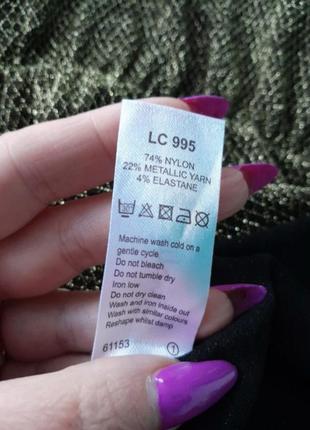 LC 995
74% NYLON
22% METALLIC YARN
4% ELASTANE
Machine wash cold on a
gentle cycle
Do not bleach
Do not tumble dry
Iron low
Do not dry clean
Wash and iron inside out
Wash with similar colours
Reshape whilst damp
61153 1